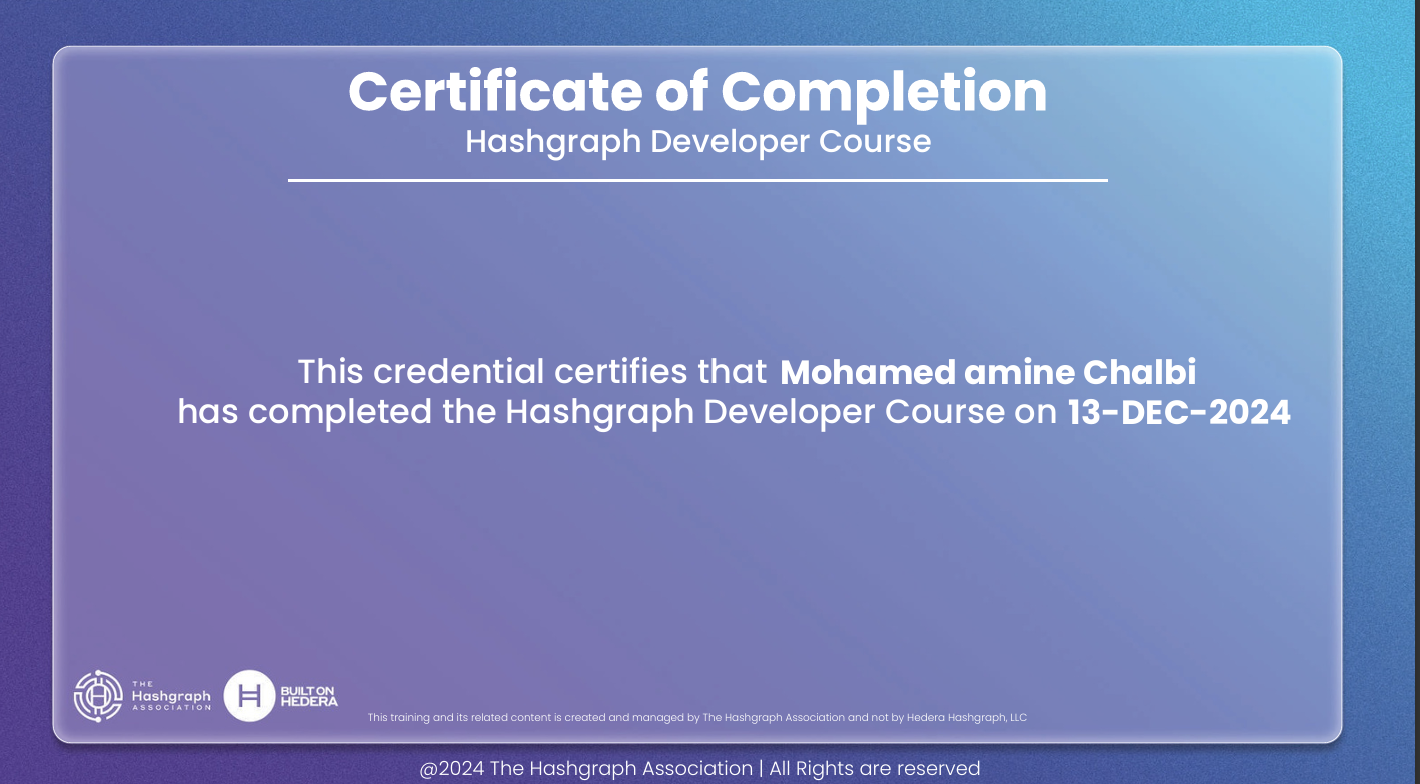 Certificate of Completion
Hashgraph Developer Course
This credential certifies that Mohamed amine Chalbi
has completed the Hashgraph Developer Course on 13-DEC-2024
THE
Hashgraph
ASSOCIATION
H
BUILT ON
HEDERA
This training and its related content is created and managed by The Hashgraph Association and not by Hedera Hashgraph, LLC
@2024 The Hashgraph Association | All Rights are reserved